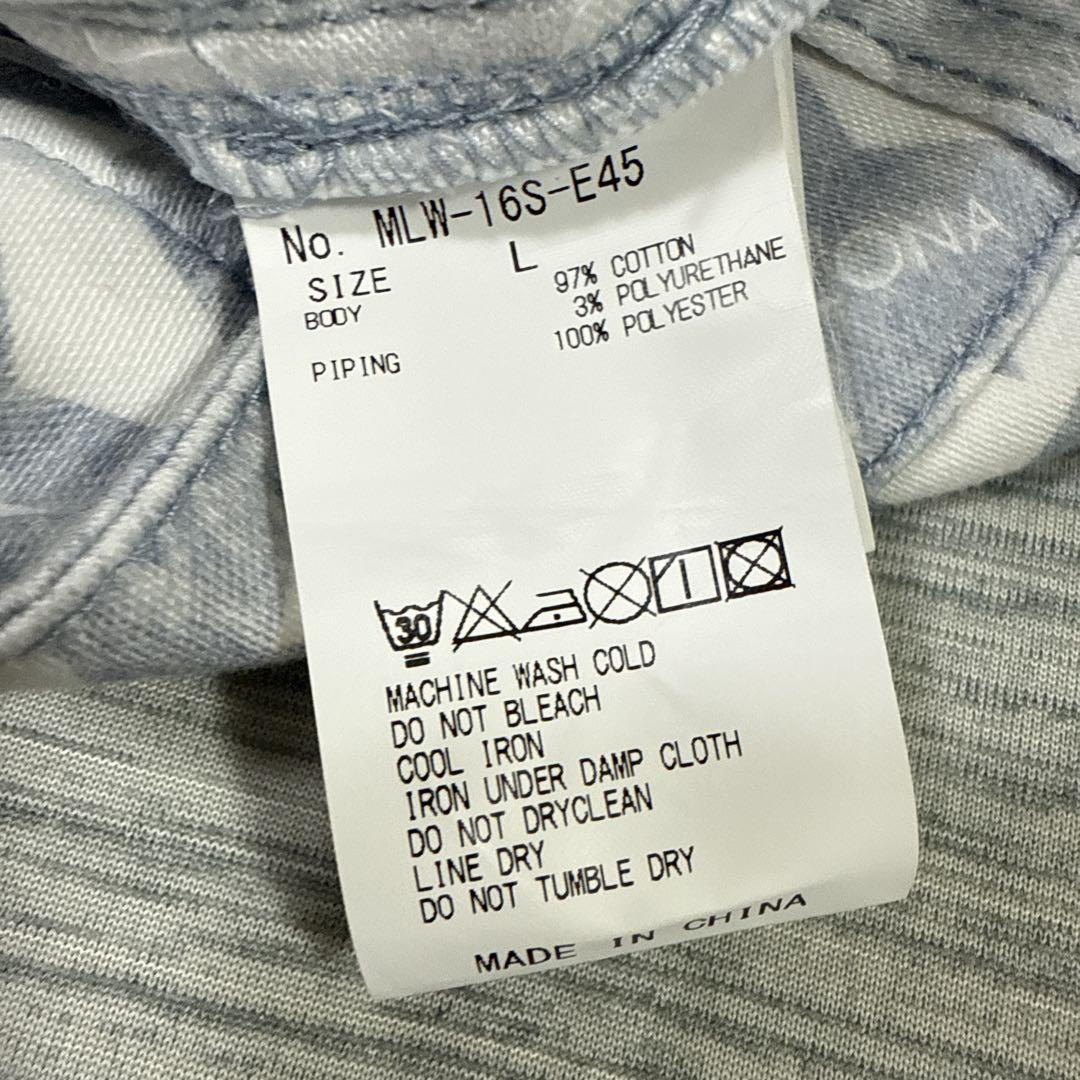 No. MLW-16S-E45
SIZE L
BODY 97% COTTON
3% POLYURETHANE
PIPING 100% POLYESTER
30
MACHINE WASH COLD
DO NOT BLEACH
COOL IRON
IRON UNDER DAMP CLOTH
DO NOT DRYCLEAN
LINE DRY
DO NOT TUMBLE DRY
MADE IN CHINA